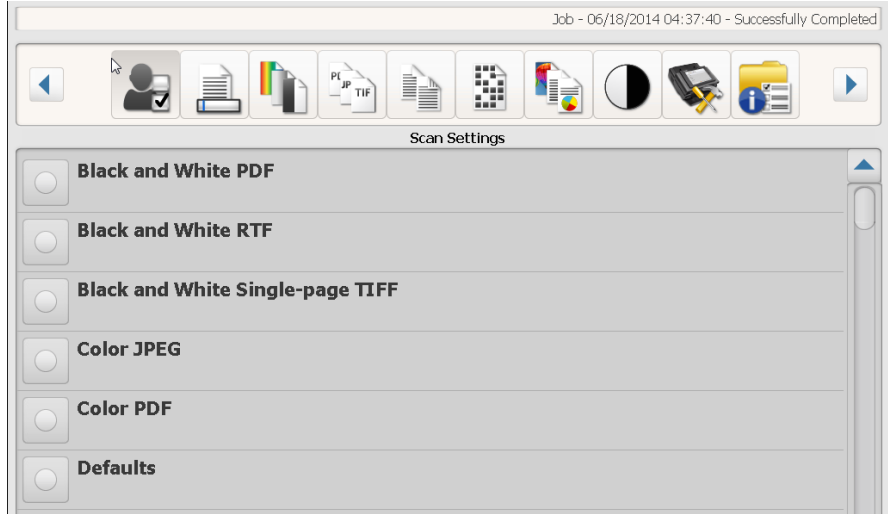 Job - 06/18/2014 04:37:40 - Successfully Completed
JP
TIF
Scan Settings
Black and White PDF
Black and White RTF
Black and White Single-page TIFF
Color JPEG
Color PDF
Defaults